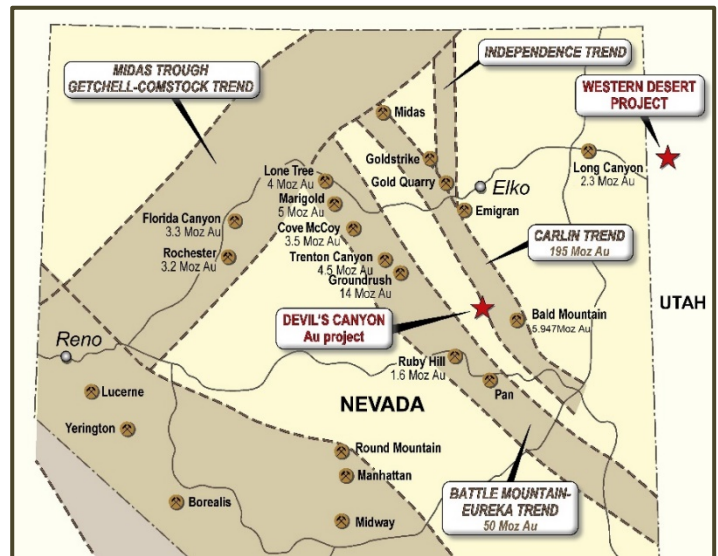 MIDAS TROUGH
GETCHELL-COMSTOCK TREND
INDEPENDENCE TREND
WESTERN DESERT
PROJECT
Midas
Goldstrike
Gold Quarry
Elko
Emigran
Long Canyon
2.3 Moz Au
Lone Tree
4 Moz Au
Marigold
5 Moz Au
Cove McCoy
3.5 Moz Au
Trenton Canyon
4.5 Moz Au
Groundrush
14 Moz Au
Florida Canyon
3.3 Moz Au
Rochester
3.2 Moz Au
CARLIN TREND
195 Moz Au
Bald Mountain
5.947Moz Au
UTAH
DEVIL'S CANYON
Au project
Reno
Ruby Hill
1.6 Moz Au
Pan
NEVADA
Lucerne
Yerington
Borealis
Round Mountain
Manhattan
Midway
BATTLE MOUNTAIN-
EUREKA TREND
50 Moz Au